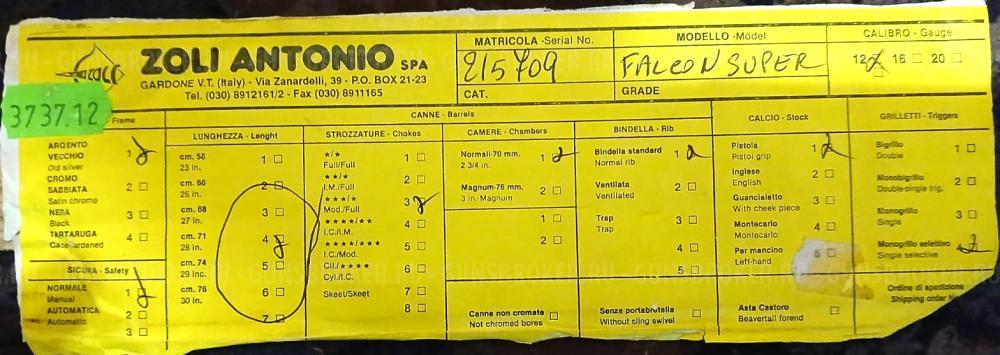 ZOLI ANTONIO SPA
GARDONE V.T. (Italy) - Via Zanardelli, 39 - P.O. BOX 21-23
Tel. (030) 8912161/2 - Fax (030) 8911165
MATRICOLA - Serial No.
215709
CAT.
MODELLO - Model
FALCON SUPER
GRADE
CALIBRO - Gauge
12 16 20
3737.12
Frame
ARGENTO
VECCHIO 1
Old silver
CROMO
SABBIATA 2
Satin chrome
NERA 3
Black
TARTARUGA 4
Case hardened
SICURA - Safety
NORMALE 1
Manual
AUTOMATICA 2
Automatic
3
CANNE - Barrels
LUNGHEZZA - Lenght
cm. 58 1
23 in.
cm. 66 2
26 in.
cm. 68 3
27 in.
cm. 71 4
28 in.
cm. 74 5
29 inc.
cm. 76 6
30 in.
7
STROZZATURE - Chokes
*/* 1
Full/Full
**/* 2
I.M./Full
***/* 3
Mod./Full
****/** 4
I.C./I.M.
****/*** 5
I.C./Mod.
Cil./**** 6
Cyl./I.C.
Skeet/Skeet 7
8
CAMERE - Chambers
Normali-70 mm. 1
2.3/4 in.
Magnum-76 mm. 2
3 in. Magnum
1
2
Canne non cromate
Not chromed bores
BINDELLA - Rib
Bindella standard 1
Normal rib
Ventilata 2
Ventilated
Trap 3
Trap
4
5
Senza portabretella
Without sling swivel
CALCIO - Stock
Pistola 1
Pistol grip
Inglese 2
English
Guancialetto 3
With cheek piece
Montecarlo 4
Montecarlo
Per mancino 5
Left-hand
Asta Castoro
Beavertail forend
GRILLETTI - Triggers
Bigrillo 1
Double
Monobigrillo 2
Double-single trig.
Monogrillo 3
Single
Monogrillo selettivo
Single selective
Ordine di spedizione
Shipping order